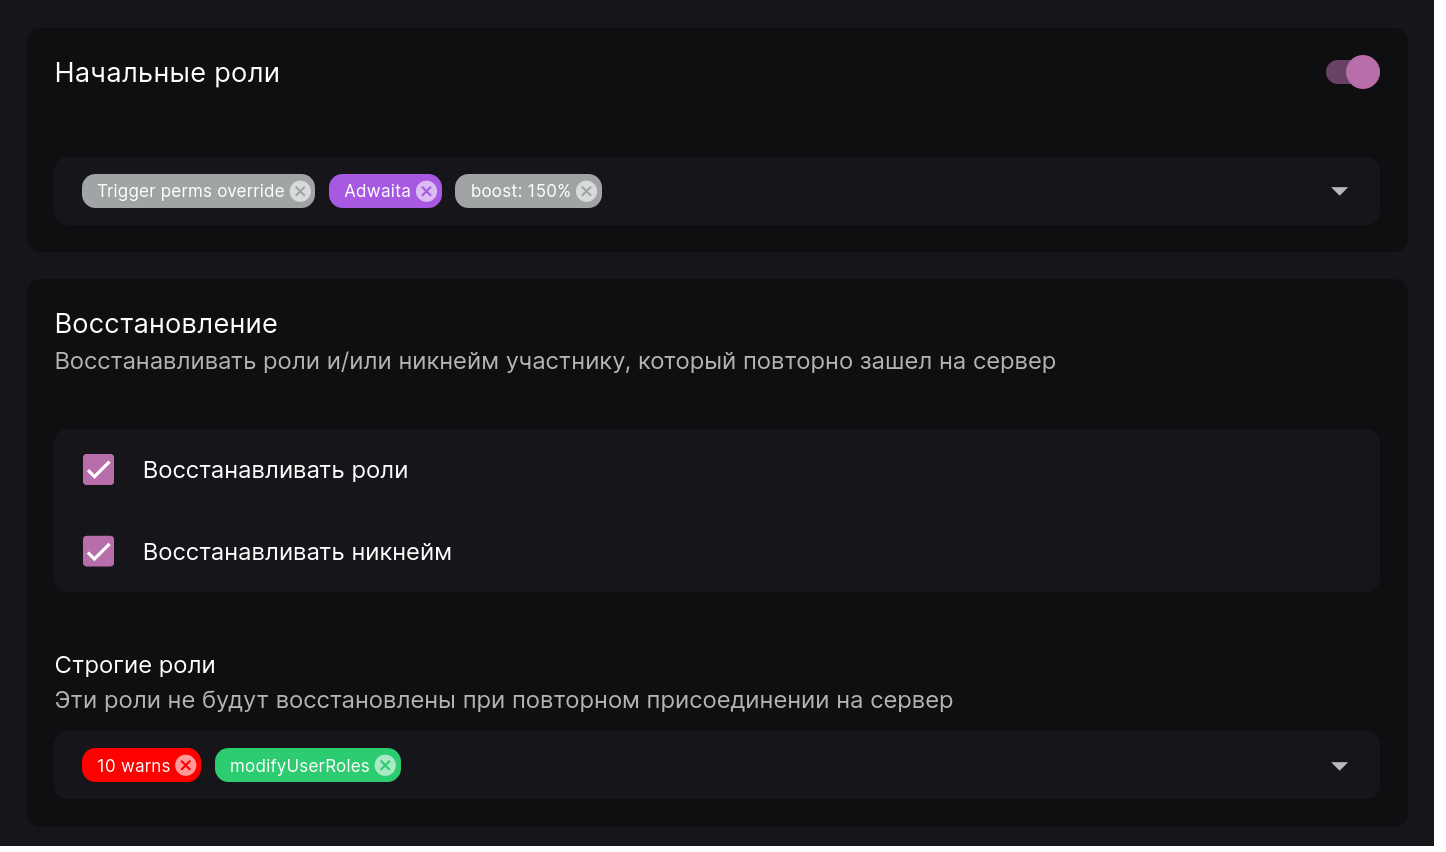 Начальные роли
Trigger perms override Adwaita boost: 150%
Восстановление
Восстанавливать роли и/или никнейм участнику, который повторно зашел на сервер
Восстанавливать роли
Восстанавливать никнейм
Строгие роли
Эти роли не будут восстановлены при повторном присоединении на сервер
10 warns modifyUserRoles